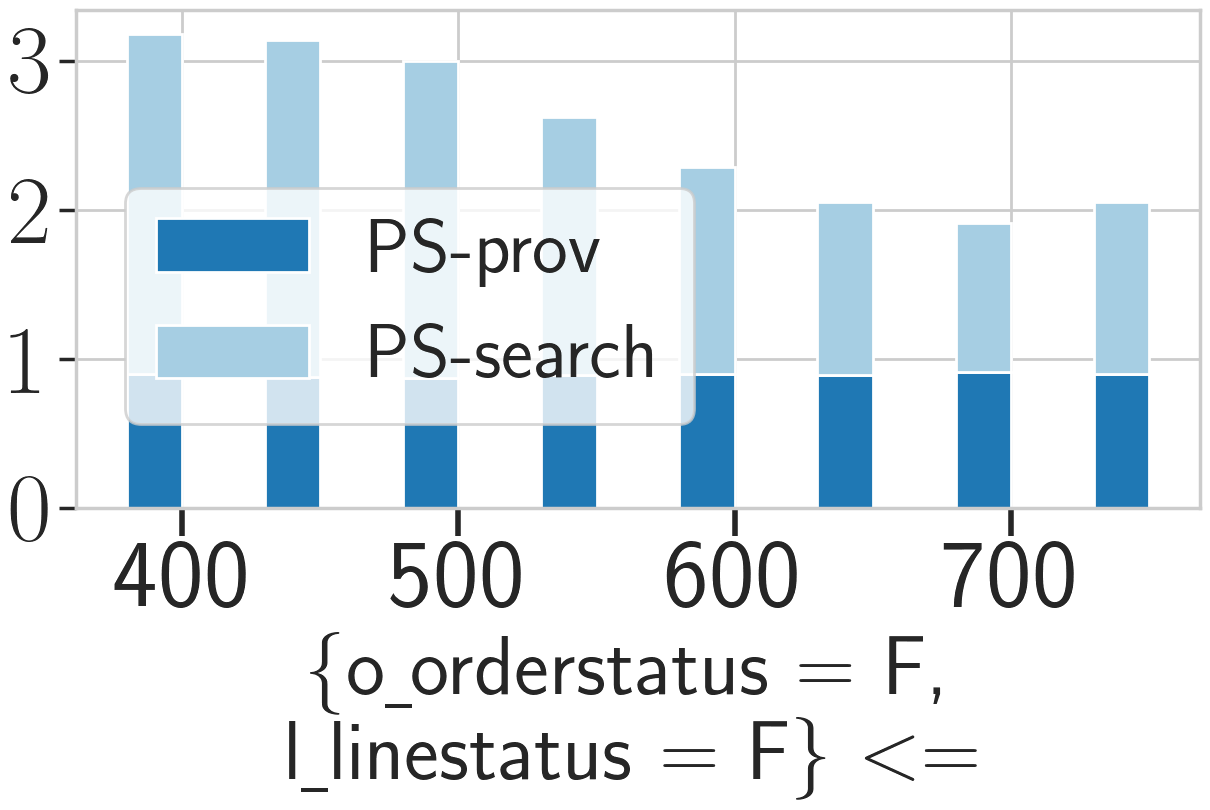 3
2
1
0
PS-prov
PS-search
400 500 600 700
{o_orderstatus = F,
l_linestatus = F} <=